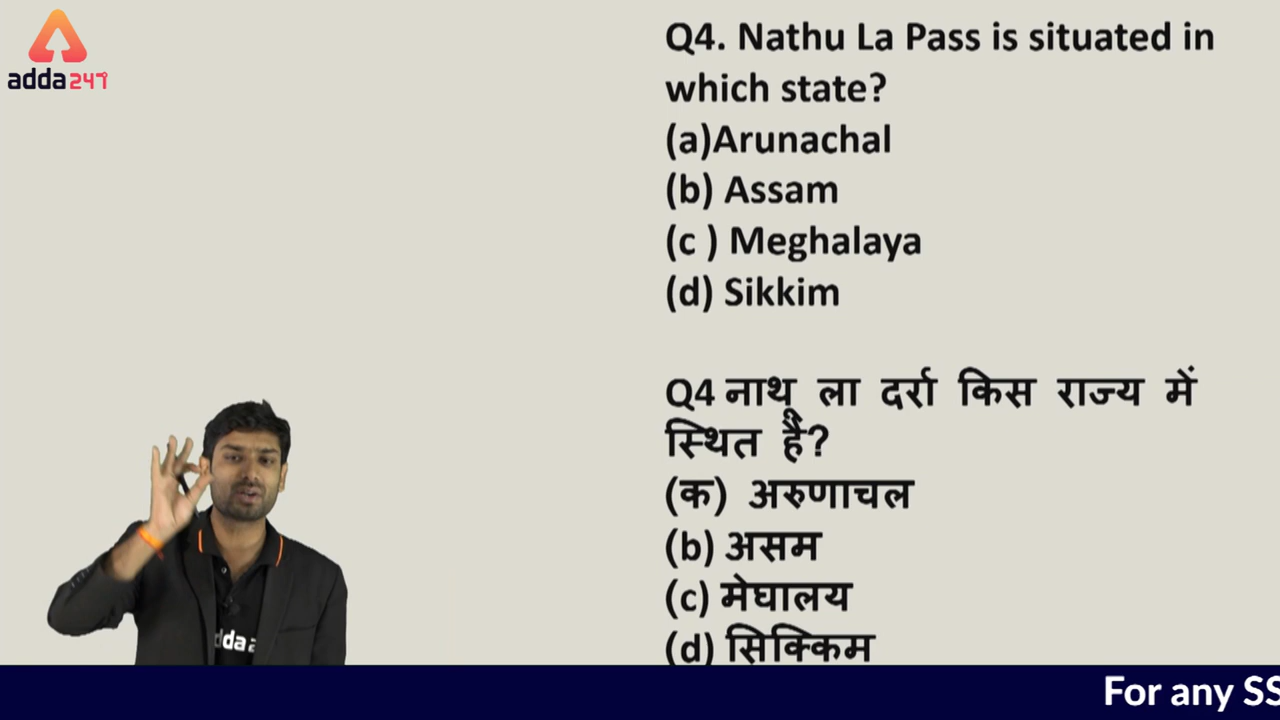 adda247
Q4. Nathu La Pass is situated in
which state?
(a)Arunachal
(b) Assam
(c ) Meghalaya
(d) Sikkim
Q4 नाथू ला दर्रा किस राज्य में
स्थित है?
(क) अरुणाचल
(b) असम
(c) मेघालय
(d) सिक्किम
dda
For any SS